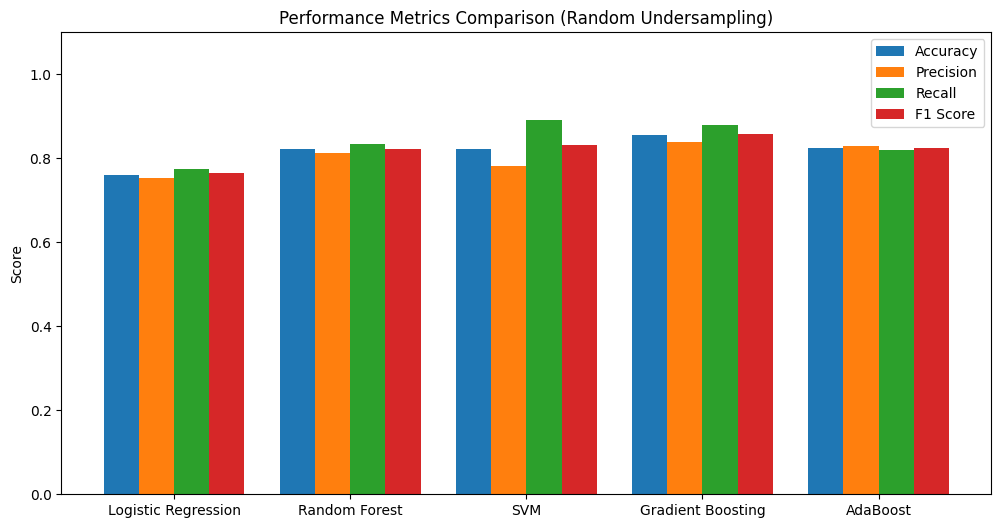 Performance Metrics Comparison (Random Undersampling)
Accuracy
Precision
Recall
F1 Score
1.0
0.8
0.6
0.4
0.2
0.0
Score
Logistic Regression
Random Forest
SVM
Gradient Boosting
AdaBoost